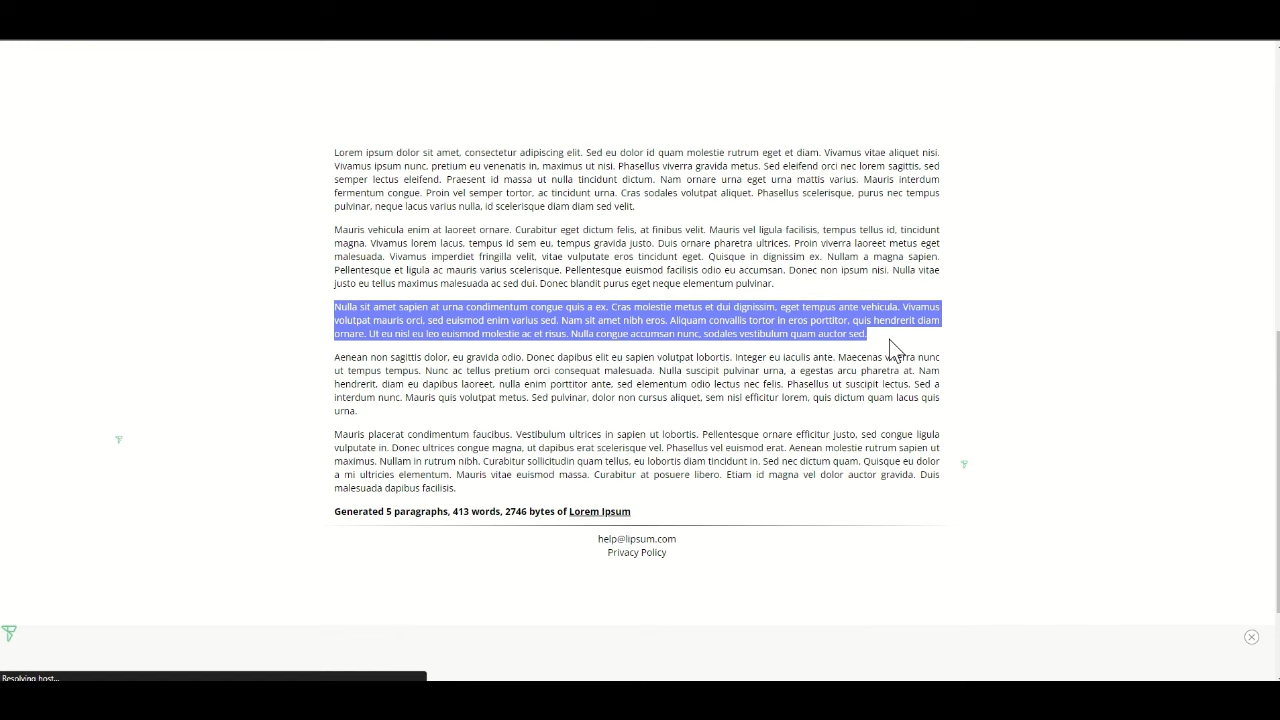 Lorem ipsum dolor sit amet, consectetur adipiscing elit. Sed eu dolor id quam molestie rutrum eget et diam. Vivamus vitae aliquet nisi.
Vivamus ipsum nunc, pretium eu venenatis in, maximus ut nisi. Phasellus viverra gravida metus. Sed eleifend orci nec lorem sagittis, sed
semper lectus eleifend. Praesent id massa ut nulla tincidunt dictum. Nam ornare urna eget urna mattis varius. Mauris interdum
fermentum congue. Proin vel semper tortor, ac tincidunt urna. Cras sodales volutpat aliquet. Phasellus scelerisque, purus nec tempus
pulvinar, neque lacus varius nulla, id scelerisque diam diam sed velit.
Mauris vehicula enim at laoreet ornare. Curabitur eget dictum felis, at finibus velit. Mauris vel ligula facilisis, tempus tellus id, tincidunt
magna. Vivamus lorem lacus, tempus id sem eu, tempus gravida justo. Duis ornare pharetra ultrices. Proin viverra laoreet metus eget
malesuada. Vivamus imperdiet fringilla velit, vitae vulputate eros tincidunt eget. Quisque in dignissim ex. Nullam a magna sapien.
Pellentesque et ligula ac mauris varius scelerisque. Pellentesque euismod facilisis odio eu accumsan. Donec non ipsum nisi. Nulla vitae
justo eu tellus maximus malesuada ac sed dui. Donec blandit purus eget neque elementum pulvinar.
Nulla sit amet sapien at urna condimentum congue quis a ex. Cras molestie metus et dui dignissim, eget tempus ante vehicula. Vivamus
volutpat mauris orci, sed euismod enim varius sed. Nam sit amet nibh eros. Aliquam convallis tortor in eros porttitor, quis hendrerit diam
ornare. Ut eu nisl eu leo euismod molestie ac et risus. Nulla congue accumsan nunc, sodales vestibulum quam auctor sed.
Aenean non sagittis dolor, eu gravida odio. Donec dapibus elit eu sapien volutpat lobortis. Integer eu iaculis ante. Maecenas nunc
ut tempus tempus. Nunc ac tellus pretium orci consequat malesuada. Nulla suscipit pulvinar urna, a egestas arcu pharetra at. Nam
hendrerit, diam eu dapibus laoreet, nulla enim porttitor ante, sed elementum odio lectus nec felis. Phasellus ut suscipit lectus. Sed a
interdum nunc. Mauris quis volutpat metus. Sed pulvinar, dolor non cursus aliquet, sem nisl efficitur lorem, quis dictum quam lacus quis
urna.
Mauris placerat condimentum faucibus. Vestibulum ultrices in sapien ut lobortis. Pellentesque ornare efficitur justo, sed congue ligula
vulputate in. Donec ultrices congue magna, ut dapibus erat scelerisque vel. Phasellus vel euismod erat. Aenean molestie rutrum sapien ut
maximus. Nullam in rutrum nibh. Curabitur sollicitudin quam tellus, eu lobortis diam tincidunt in. Sed nec dictum quam. Quisque eu dolor
a mi ultricies elementum. Mauris vitae euismod massa. Curabitur at posuere libero. Etiam id magna vel dolor auctor gravida. Duis
malesuada dapibus facilisis.
Generated 5 paragraphs, 413 words, 2746 bytes of Lorem Ipsum
help@lipsum.com
Privacy Policy
Resolving host...